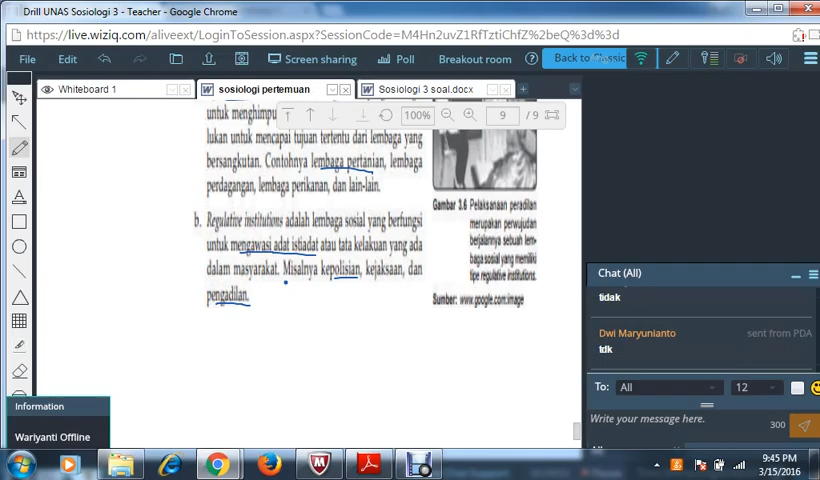 Drill UNAS Sosiologi 3 - Teacher - Google Chrome
https://live.wiziq.com/aliveext/LoginToSession.aspx?SessionCode=M4Hn2uvZ1RfTztiChfZ%2beQ%3d%3d
File Edit Screen sharing Poll Breakout room Back to Classic
Whiteboard 1 sosiologi pertemuan Sosiologi 3 soal.docx
untuk menghimpu
100% 9 / 9
lukan untuk mencapai tujuan tertentu dari lembaga yang
bersangkutan. Contohnya lembaga pertanian, lembaga
perdagangan, lembaga perikanan, dan lain-lain.
b. Regulative institutions adalah lembaga sosial yang berfungsi
untuk mengawasi adat istiadat atau tata kelakuan yang ada
dalam masyarakat. Misalnya kepolisian, kejaksaan, dan
pengadilan.
Gambar 3.6 Pelaksanaan peradilan
merupakan perwujudan
berjalannya sebuah lem-
baga sosial yang memiliki
tipe regulative institutions.
Sumber: www.google.com:image
Chat (All)
tidak
Dwi Maryunianto sent from PDA
tdk
To: All 12
Write your message here. 300
Information
Wariyanti Offline
9:45 PM
3/15/2016